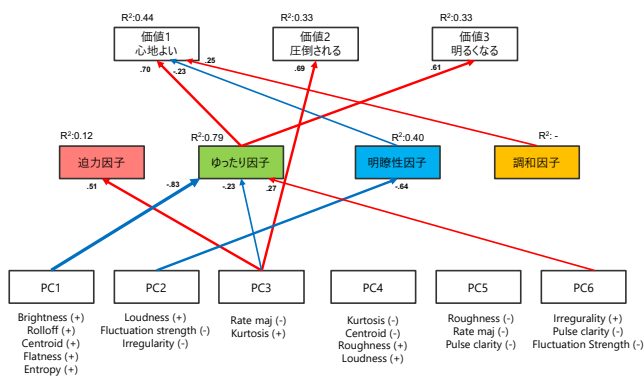 R²:0.44
R²:0.33
R²:0.33
価値1
心地よい
価値2
圧倒される
価値3
明るくなる
.70
-.23
.25
.69
.61
R²:0.12
R²:0.79
R²:0.40
R²: -
迫力因子
ゆったり因子
明瞭性因子
調和因子
.51
-.83
-.23
.27
-.64
PC1
PC2
PC3
PC4
PC5
PC6
Brightness (+)
Rolloff (+)
Centroid (+)
Flatness (+)
Entropy (+)
Loudness (+)
Fluctuation strength (-)
Irregularity (-)
Rate maj (-)
Kurtosis (+)
Kurtosis (-)
Centroid (-)
Roughness (+)
Loudness (+)
Roughness (-)
Rate maj (-)
Pulse clarity (-)
Irregurality (+)
Pulse clarity (-)
Fluctuation Strength (-)